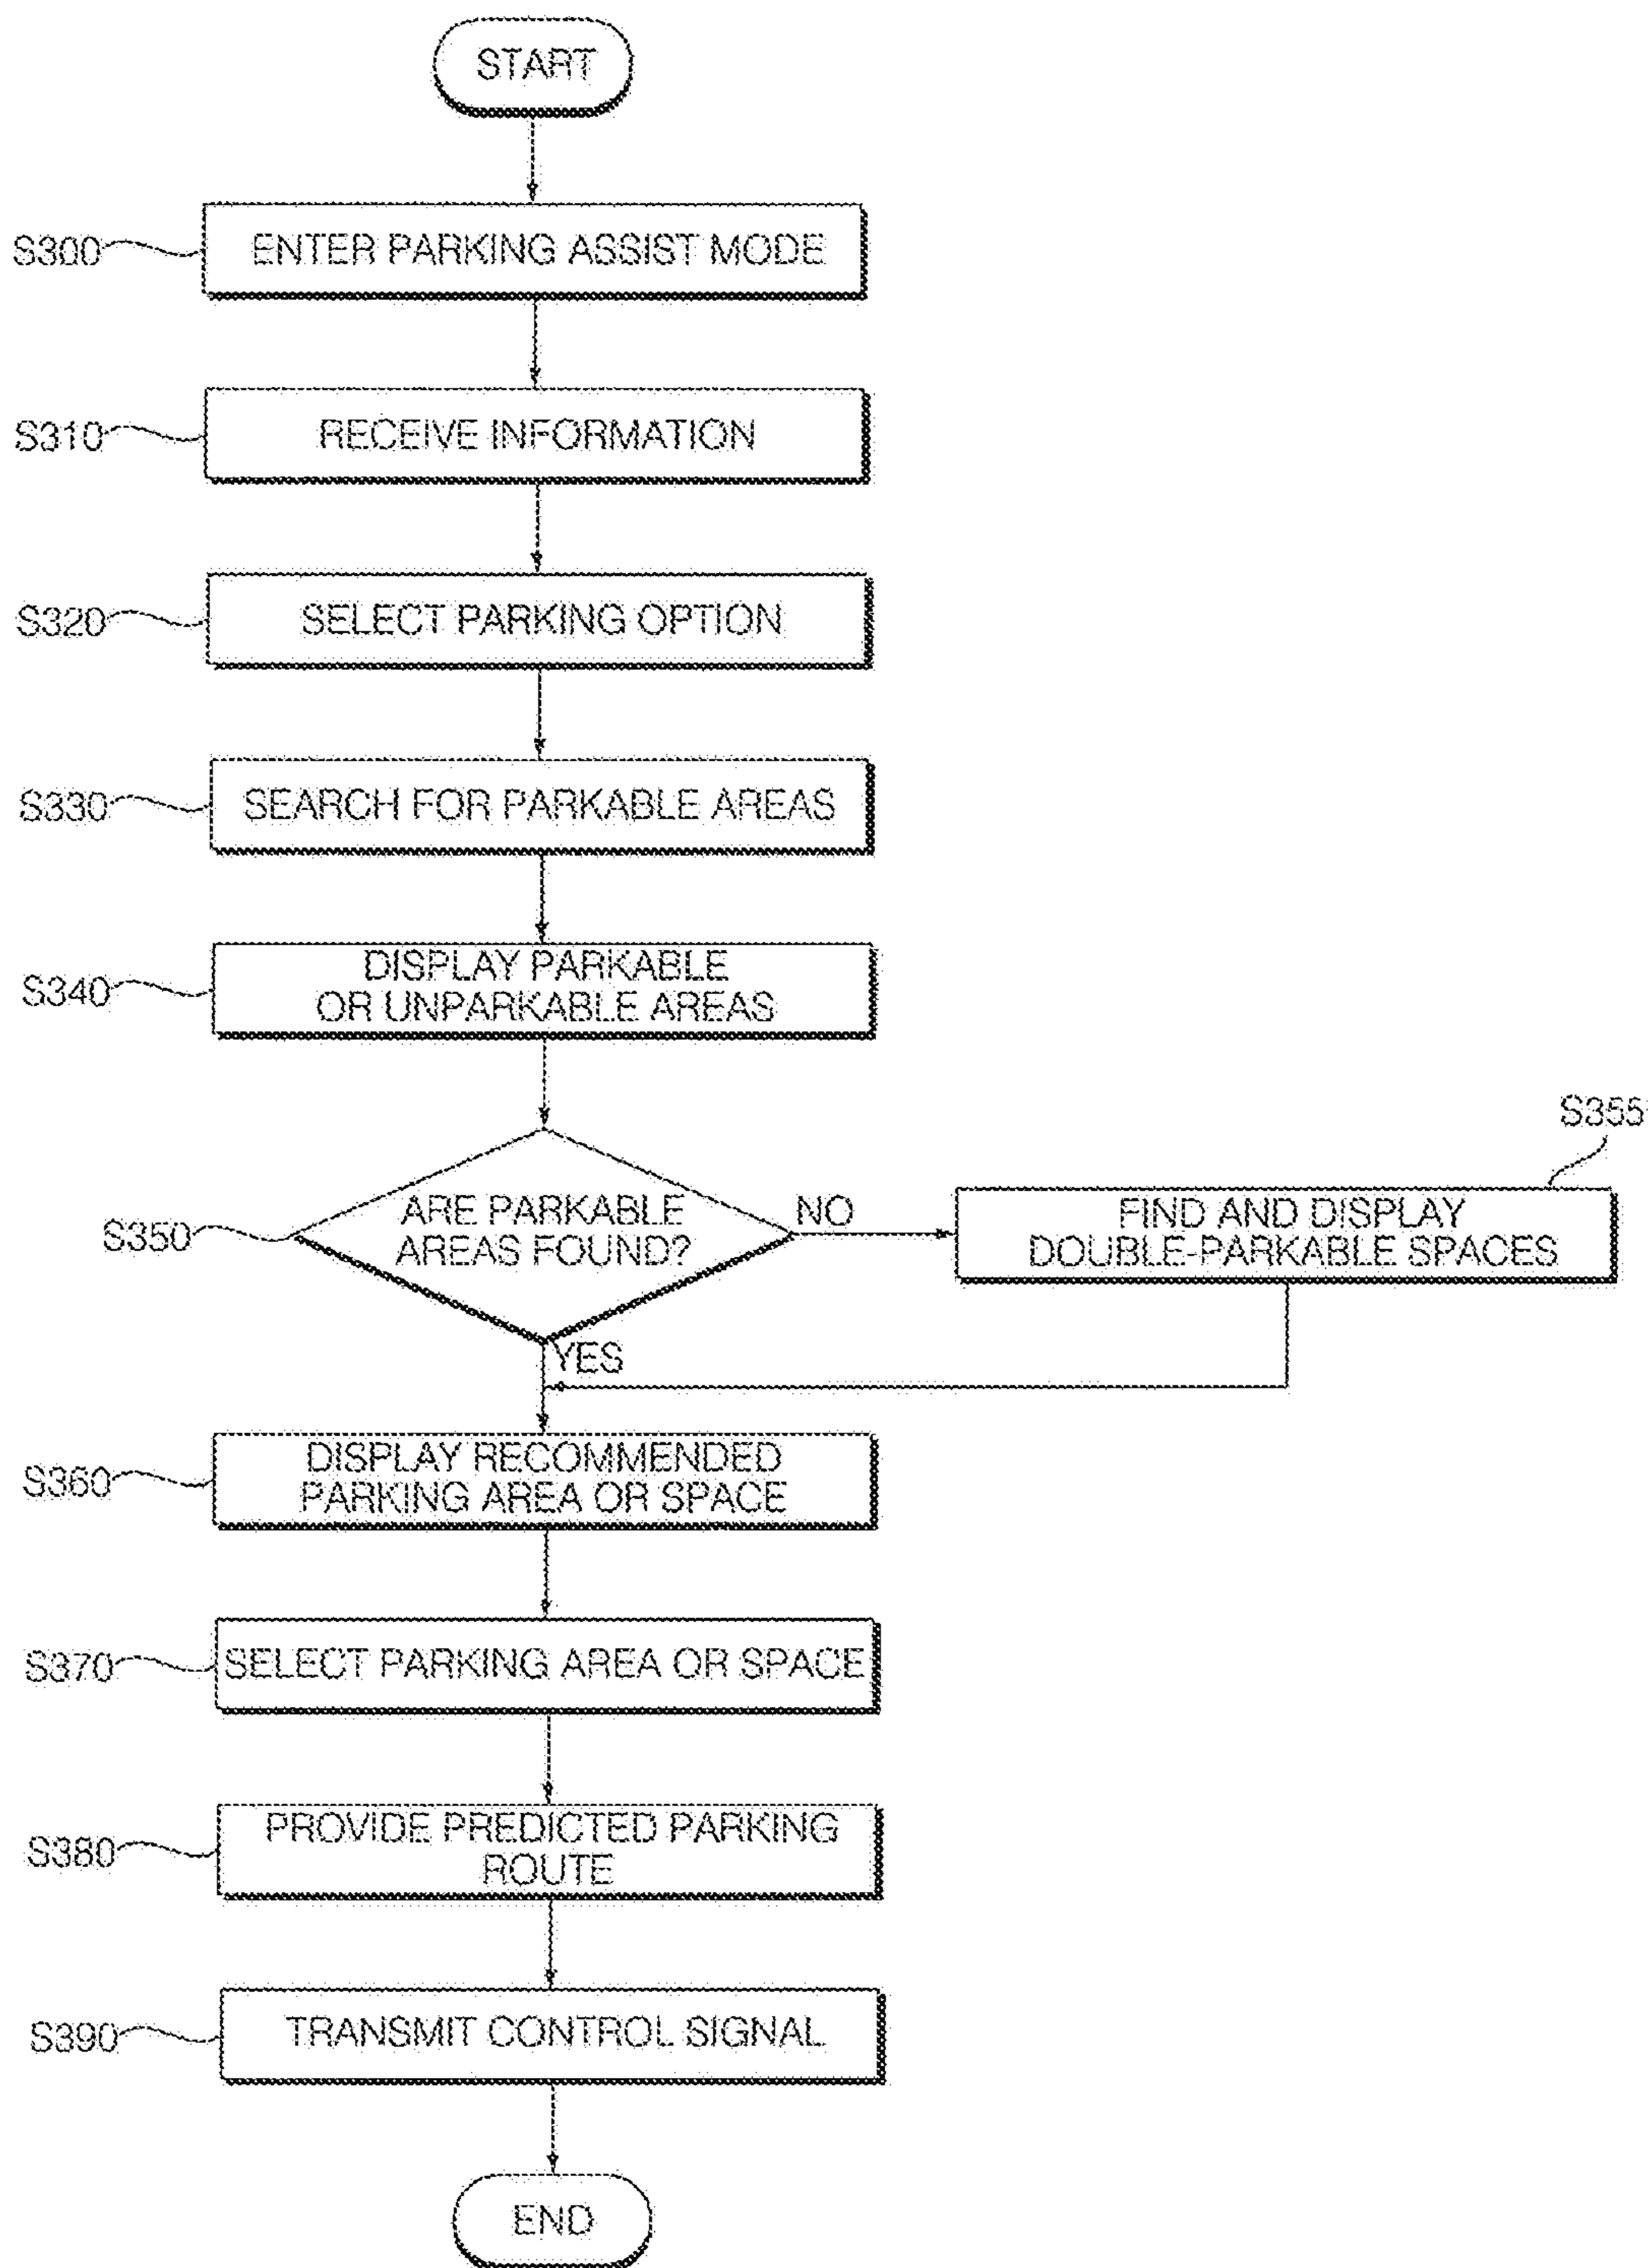 START
S300
ENTER PARKING ASSIST MODE
S310
RECEIVE INFORMATION
S320
SELECT PARKING OPTION
S330
SEARCH FOR PARKABLE AREAS
S340
DISPLAY PARKABLE
OR UNPARKABLE AREAS
S350
ARE PARKABLE
AREAS FOUND?
NO
S355
FIND AND DISPLAY
DOUBLE-PARKABLE SPACES
YES
S360
DISPLAY RECOMMENDED
PARKING AREA OR SPACE
S370
SELECT PARKING AREA OR SPACE
S380
PROVIDE PREDICTED PARKING
ROUTE
S390
TRANSMIT CONTROL SIGNAL
END